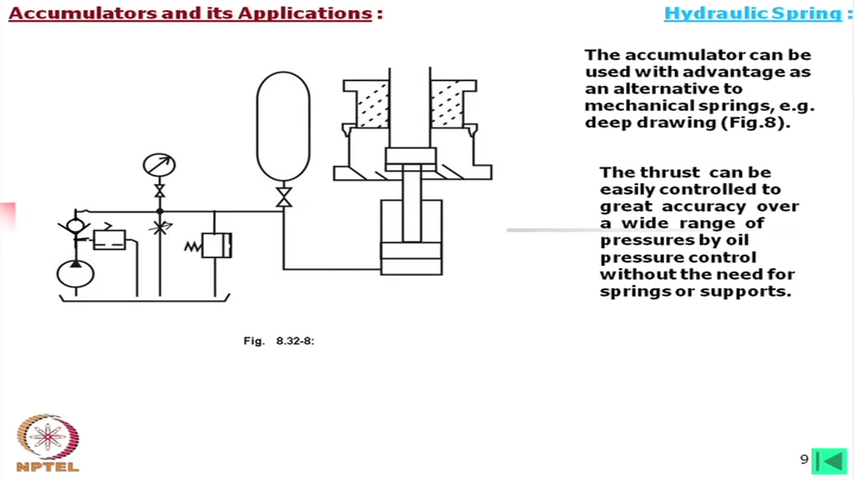 Accumulators and its Applications :
Hydraulic Spring :
The accumulator can be
used with advantage as
an alternative to
mechanical springs, e.g.
deep drawing (Fig.8).
The thrust can be
easily controlled to
great accuracy over
a wide range of
pressures by oil
pressure control
without the need for
springs or supports.
Fig. 8.32-8:
NPTEL
9